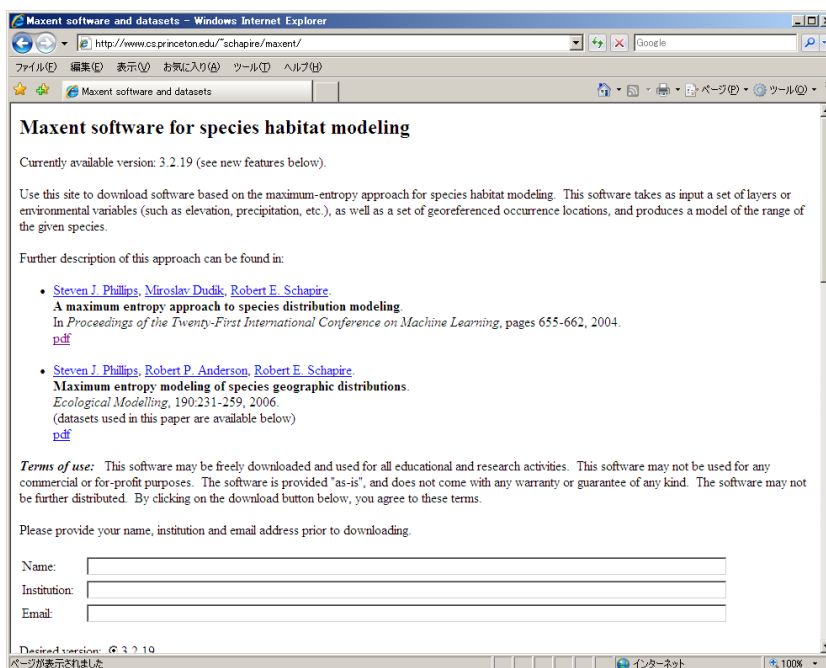 Maxent software and datasets - Windows Internet Explorer
http://www.cs.princeton.edu/~schapire/maxent/
Google
ファイル(F) 編集(E) 表示(V) お気に入り(A) ツール(T) ヘルプ(H)
Maxent software and datasets
ページ(P) ツール(O)
Maxent software for species habitat modeling
Currently available version: 3.2.19 (see new features below).
Use this site to download software based on the maximum-entropy approach for species habitat modeling. This software takes as input a set of layers or
environmental variables (such as elevation, precipitation, etc.), as well as a set of georeferenced occurrence locations, and produces a model of the range of
the given species.
Further description of this approach can be found in:
• Steven J. Phillips, Miroslav Dudik, Robert E. Schapire.
A maximum entropy approach to species distribution modeling.
In Proceedings of the Twenty-First International Conference on Machine Learning, pages 655-662, 2004.
pdf
• Steven J. Phillips, Robert P. Anderson, Robert E. Schapire.
Maximum entropy modeling of species geographic distributions.
Ecological Modelling, 190:231-259, 2006.
(datasets used in this paper are available below)
pdf
Terms of use: This software may be freely downloaded and used for all educational and research activities. This software may not be used for any
commercial or for-profit purposes. The software is provided "as-is", and does not come with any warranty or guarantee of any kind. The software may not
be further distributed. By clicking on the download button below, you agree to these terms.
Please provide your name, institution and email address prior to downloading.
Name:
Institution:
Email:
Desired version: 3.2.19
ページが表示されました インターネット 100%